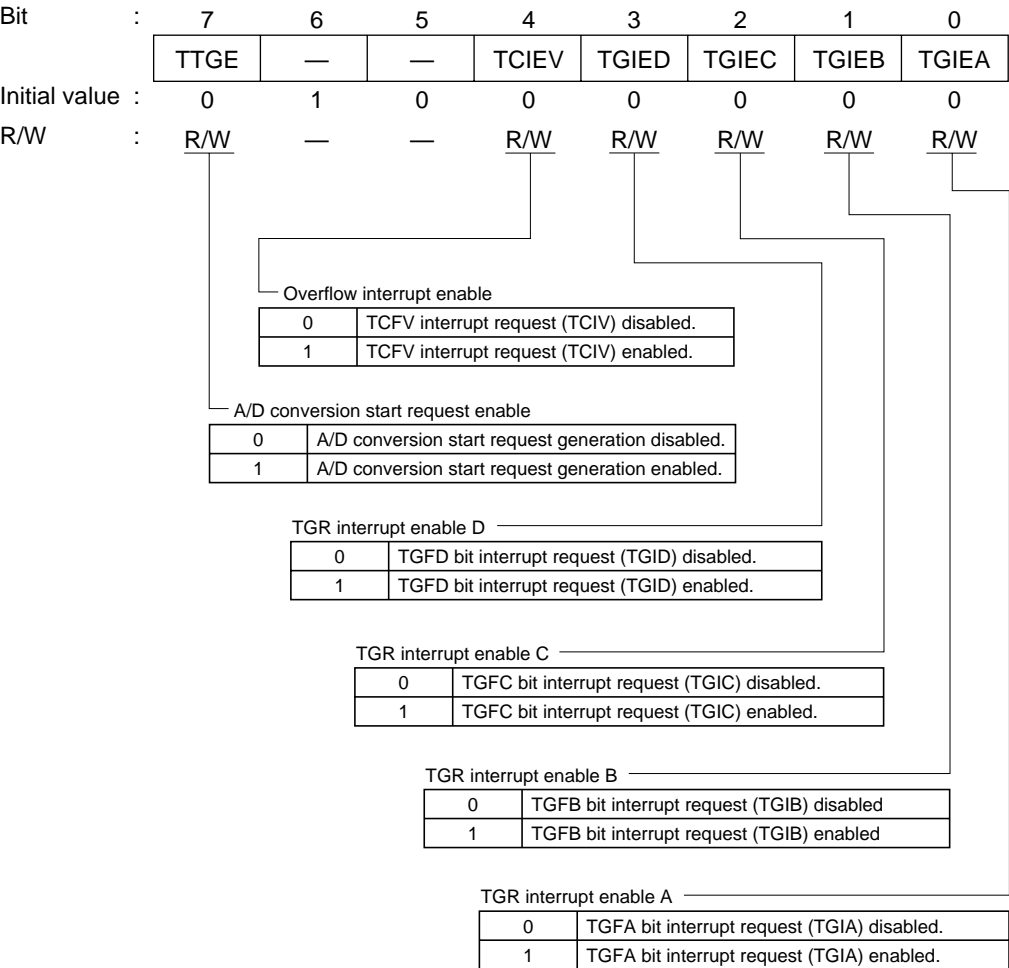 Bit : 7 6 5 4 3 2 1 0
TTGE — — TCIEV TGIED TGIEC TGIEB TGIEA
Initial value : 0 1 0 0 0 0 0 0
R/W : R/W — — R/W R/W R/W R/W R/W
Overflow interrupt enable
0 TCFV interrupt request (TCIV) disabled.
1 TCFV interrupt request (TCIV) enabled.
A/D conversion start request enable
0 A/D conversion start request generation disabled.
1 A/D conversion start request generation enabled.
TGR interrupt enable D
0 TGFD bit interrupt request (TGID) disabled.
1 TGFD bit interrupt request (TGID) enabled.
TGR interrupt enable C
0 TGFC bit interrupt request (TGIC) disabled.
1 TGFC bit interrupt request (TGIC) enabled.
TGR interrupt enable B
0 TGFB bit interrupt request (TGIB) disabled
1 TGFB bit interrupt request (TGIB) enabled
TGR interrupt enable A
0 TGFA bit interrupt request (TGIA) disabled.
1 TGFA bit interrupt request (TGIA) enabled.